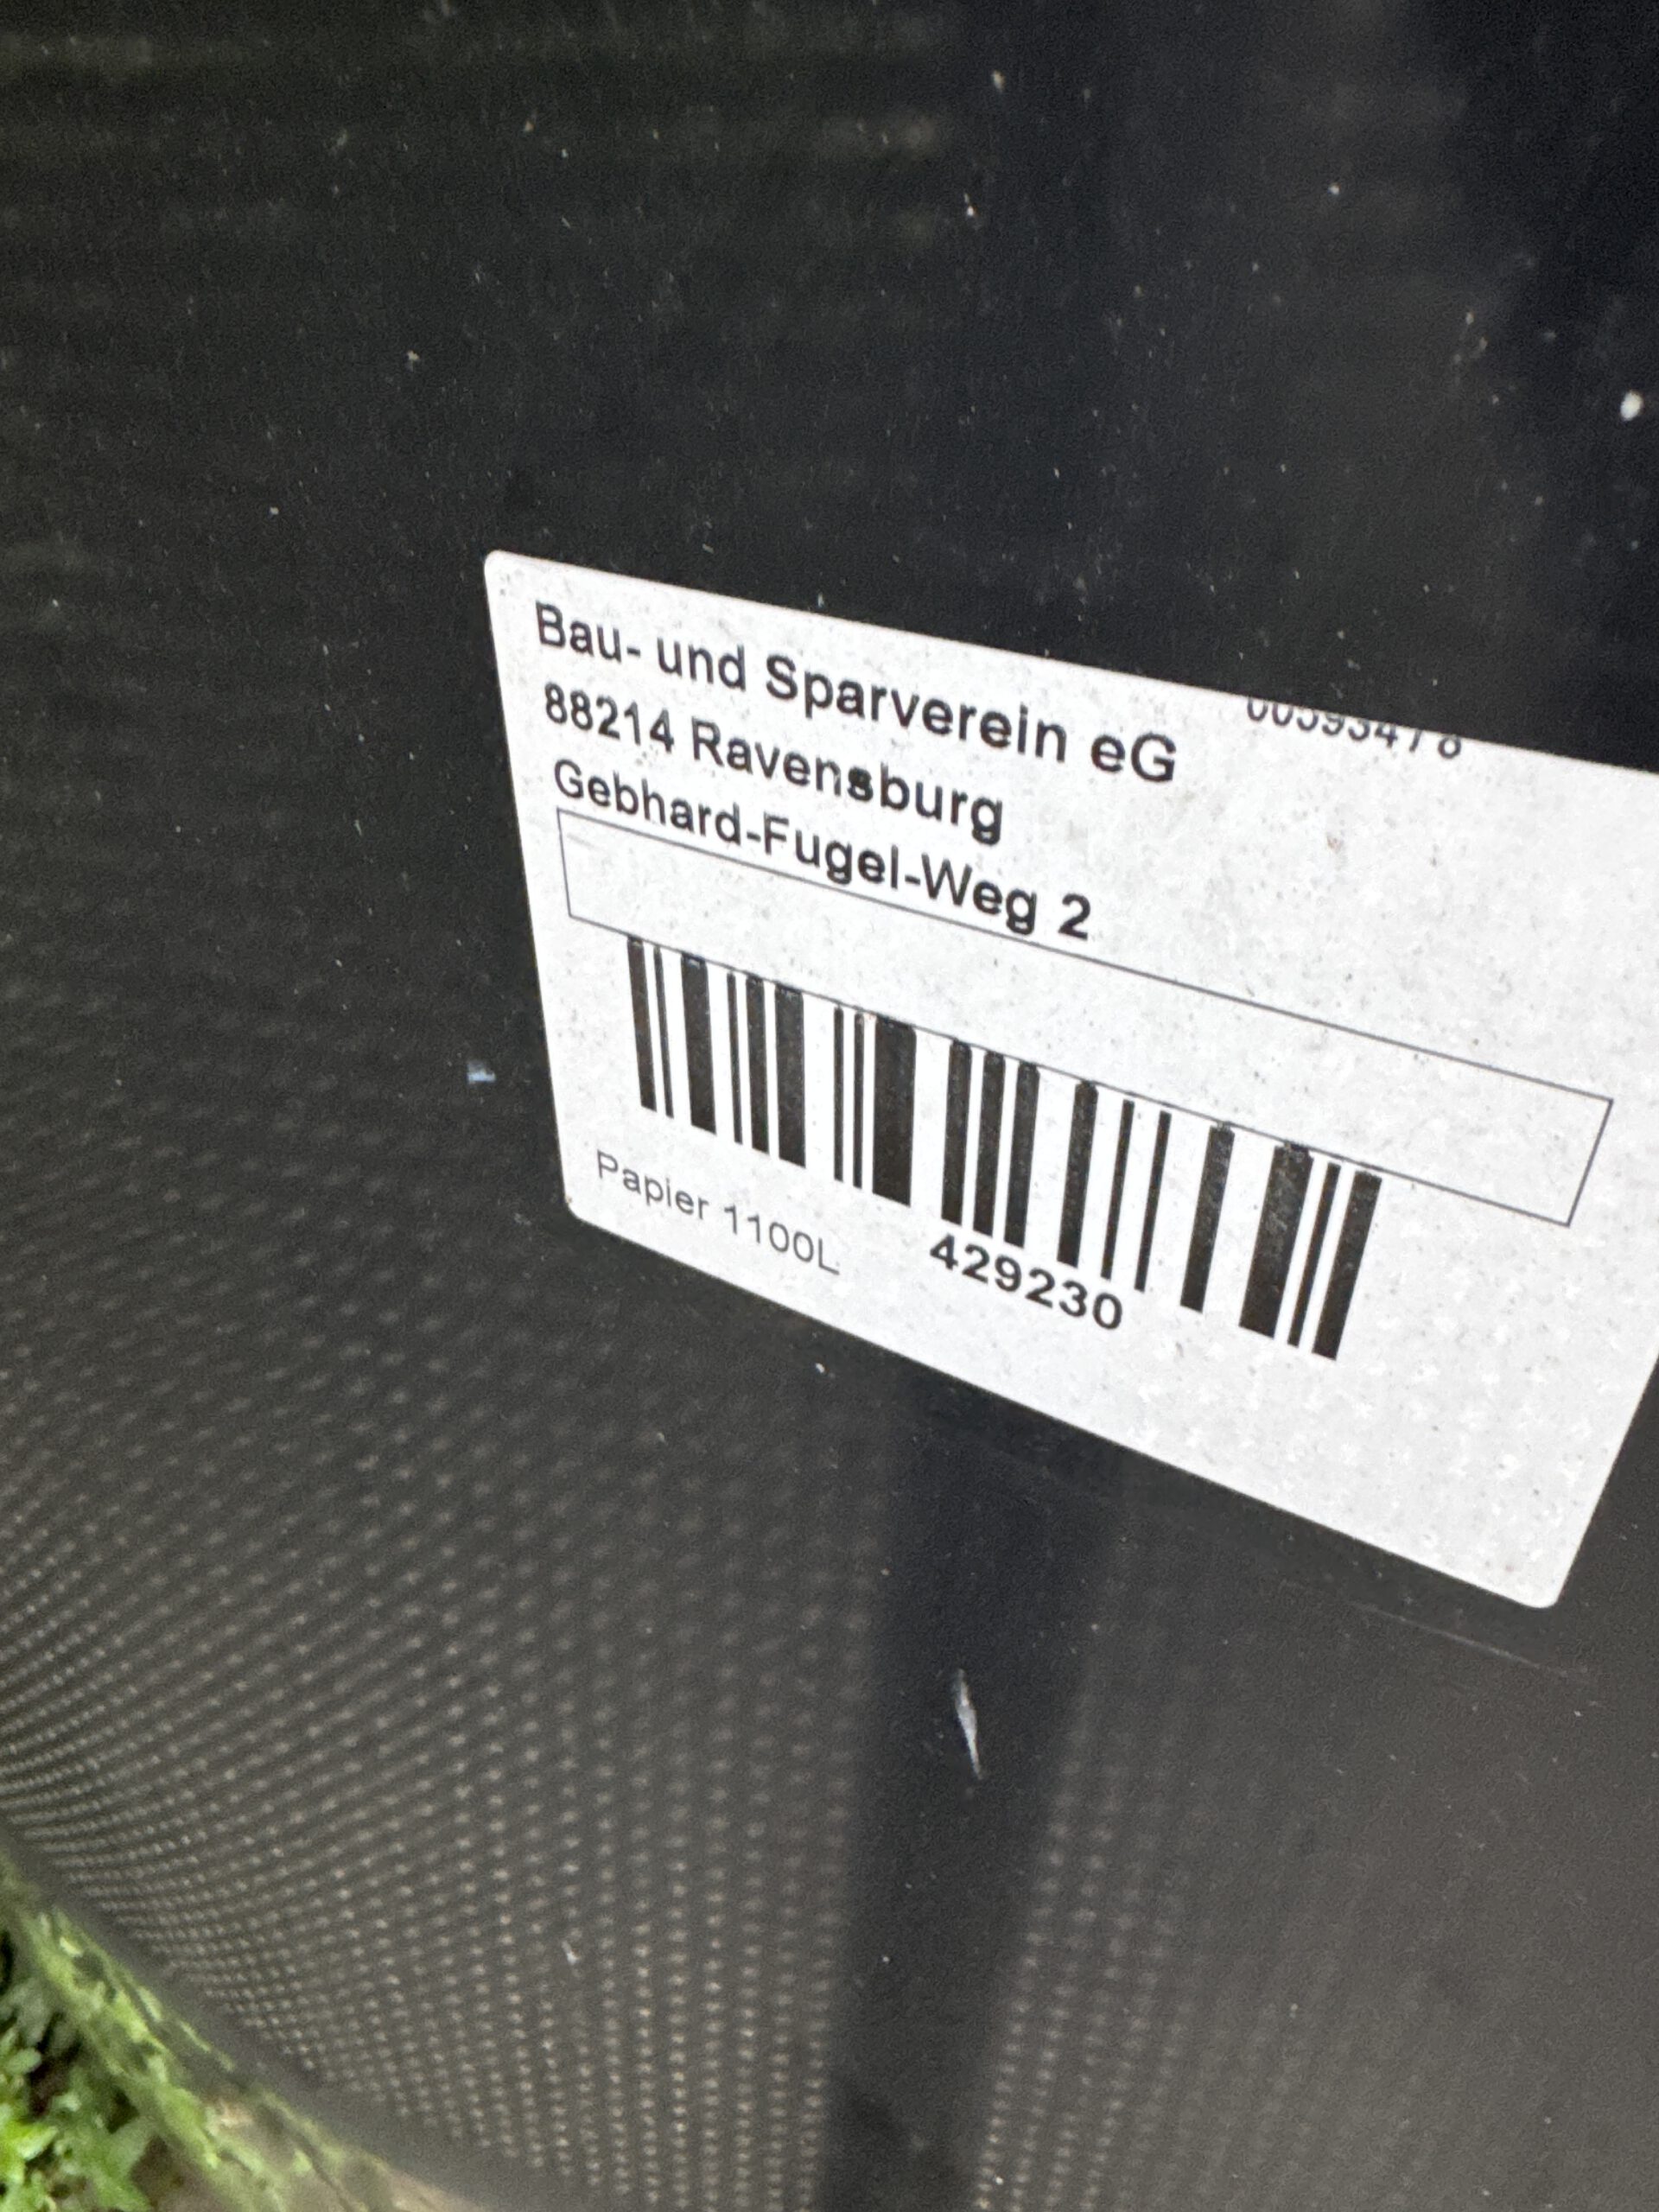 Bau- und Sparverein eG
88214 Ravensburg
Gebhard-Fugel-Weg 2
Papier 1100L
429230